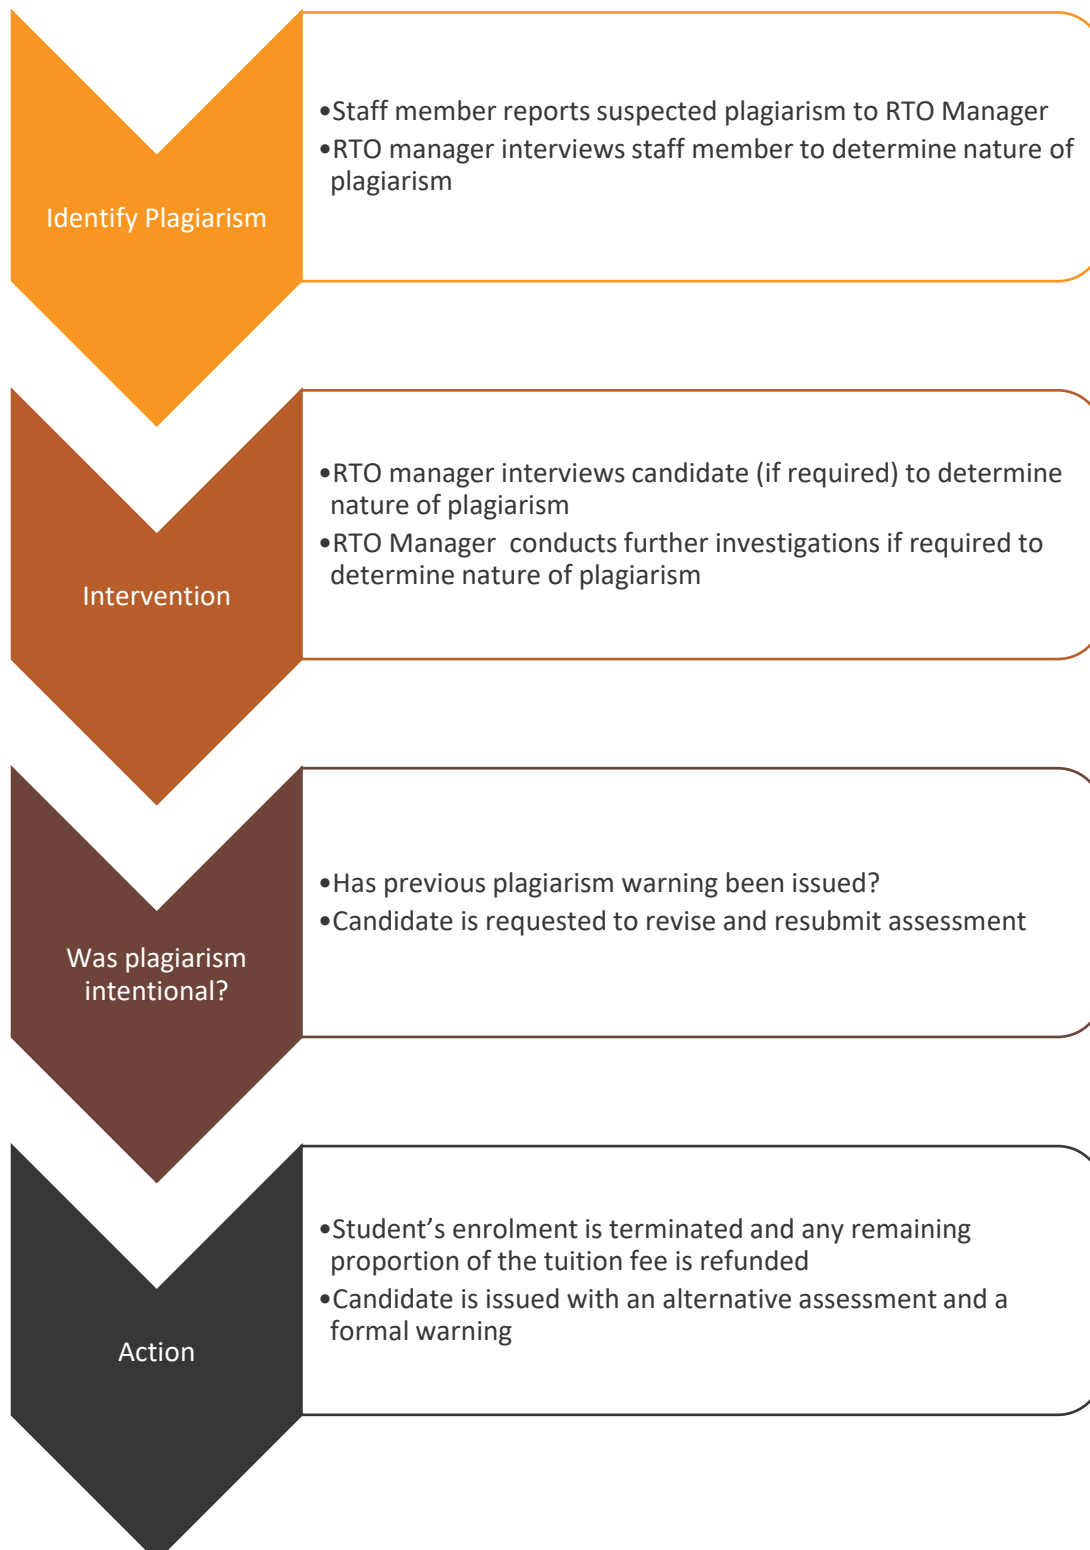 Identify Plagiarism
•Staff member reports suspected plagiarism to RTO Manager
•RTO manager interviews staff member to determine nature of
plagiarism
Intervention
•RTO manager interviews candidate (if required) to determine
nature of plagiarism
•RTO Manager  conducts further investigations if required to
determine nature of plagiarism
Was plagiarism
intentional?
•Has previous plagiarism warning been issued?
•Candidate is requested to revise and resubmit assessment
Action
•Student’s enrolment is terminated and any remaining
proportion of the tuition fee is refunded
•Candidate is issued with an alternative assessment and a
formal warning